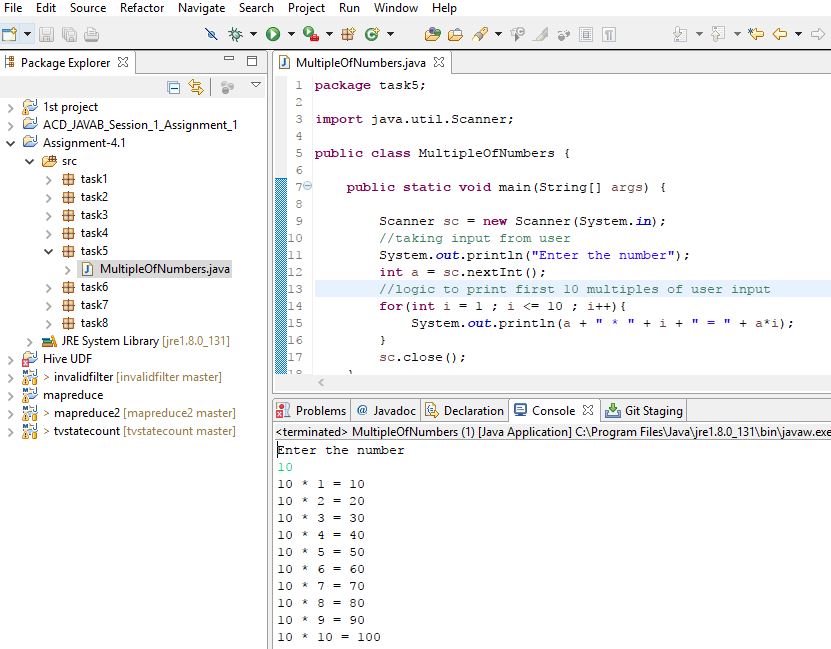 File Edit Source Refactor Navigate Search Project Run Window Help
Package Explorer
1st project
ACD_JAVAB_Session_1_Assignment_1
Assignment-4.1
src
task1
task2
task3
task4
task5
MultipleOfNumbers.java
task6
task7
task8
JRE System Library [jre1.8.0_131]
Hive UDF
> invalidfilter [invalidfilter master]
mapreduce
> mapreduce2 [mapreduce2 master]
> tvstatecount [tvstatecount master]
MultipleOfNumbers.java
1 package task5;
2
3 import java.util.Scanner;
4
5 public class MultipleOfNumbers {
6
7 public static void main(String[] args) {
8
9 Scanner sc = new Scanner(System.in);
10 //taking input from user
11 System.out.println("Enter the number");
12 int a = sc.nextInt();
13 //logic to print first 10 multiples of user input
14 for(int i = 1 ; i <= 10 ; i++){
15 System.out.println(a + " * " + i + " = " + a*i);
16 }
17 sc.close();
18 }
Problems @ Javadoc Declaration Console Git Staging
<terminated> MultipleOfNumbers (1) [Java Application] C:\Program Files\Java\jre1.8.0_131\bin\javaw.exe
Enter the number
10
10 * 1 = 10
10 * 2 = 20
10 * 3 = 30
10 * 4 = 40
10 * 5 = 50
10 * 6 = 60
10 * 7 = 70
10 * 8 = 80
10 * 9 = 90
10 * 10 = 100